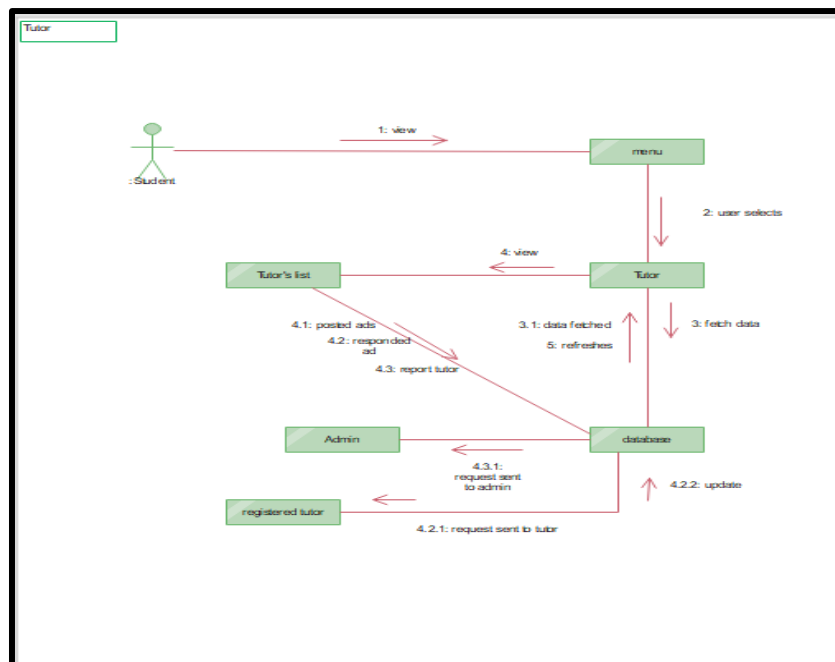 Tutor
1: view
menu
: Student
2: user selects
4: view
Tutor's list
Tutor
4.1: posted ads
3.1: data fetched
3: fetch data
4.2: responded
ad
5: refreshes
4.3: report tutor
Admin
database
4.3.1:
request sent
to admin
4.2.2: update
registered tutor
4.2.1: request sent to tutor